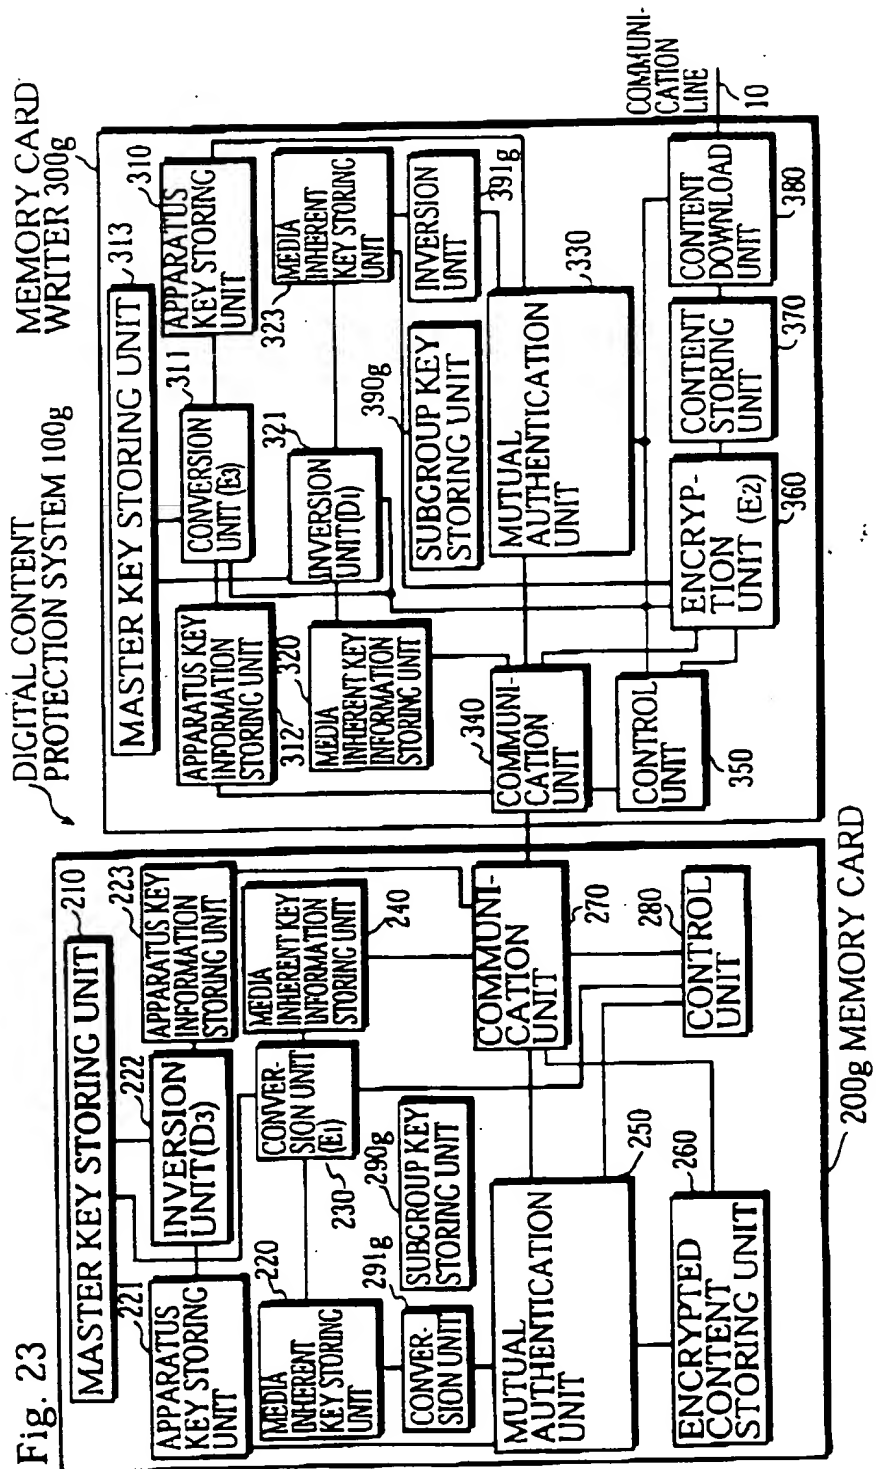 Fig. 23
DIGITAL CONTENT
PROTECTION SYSTEM 100g
MEMORY CARD
WRITER 300g
MASTER KEY STORING UNIT
210
APPARATUS
KEY STORING
UNIT
221
INVERSION
UNIT(D3)
222
APPARATUS KEY
INFORMATION
STORING UNIT
223
MEDIA
INHERENT
KEY STORING
UNIT
220
CONVER-
SION UNIT
(E1)
230
MEDIA
INHERENT KEY
INFORMATION
STORING UNIT
240
CONVER-
SION UNIT
291g
SUBGROUP KEY
STORING UNIT
290g
MUTUAL
AUTHENTICATION
UNIT
250
COMMUNI-
CATION
UNIT
270
ENCRYPTED
CONTENT
STORING UNIT
260
CONTROL
UNIT
280
200g MEMORY CARD
MASTER KEY STORING UNIT
313
APPARATUS KEY
INFORMATION
STORING UNIT
312
CONVERSION
UNIT (E3)
311
APPARATUS
KEY STORING
UNIT
310
MEDIA
INHERENT KEY
INFORMATION
STORING UNIT
320
INVERSION
UNIT(D1)
321
MEDIA
INHERENT
KEY STORING
UNIT
323
SUBGROUP KEY
STORING UNIT
390g
INVERSION
UNIT
391g
COMMUNI-
CATION
UNIT
340
MUTUAL
AUTHENTICATION
UNIT
330
CONTROL
UNIT
350
ENCRYP-
TION
UNIT (E2)
360
CONTENT
STORING
UNIT
370
CONTENT
DOWNLOAD
UNIT
380
COMMUNI-
CATION
LINE
10